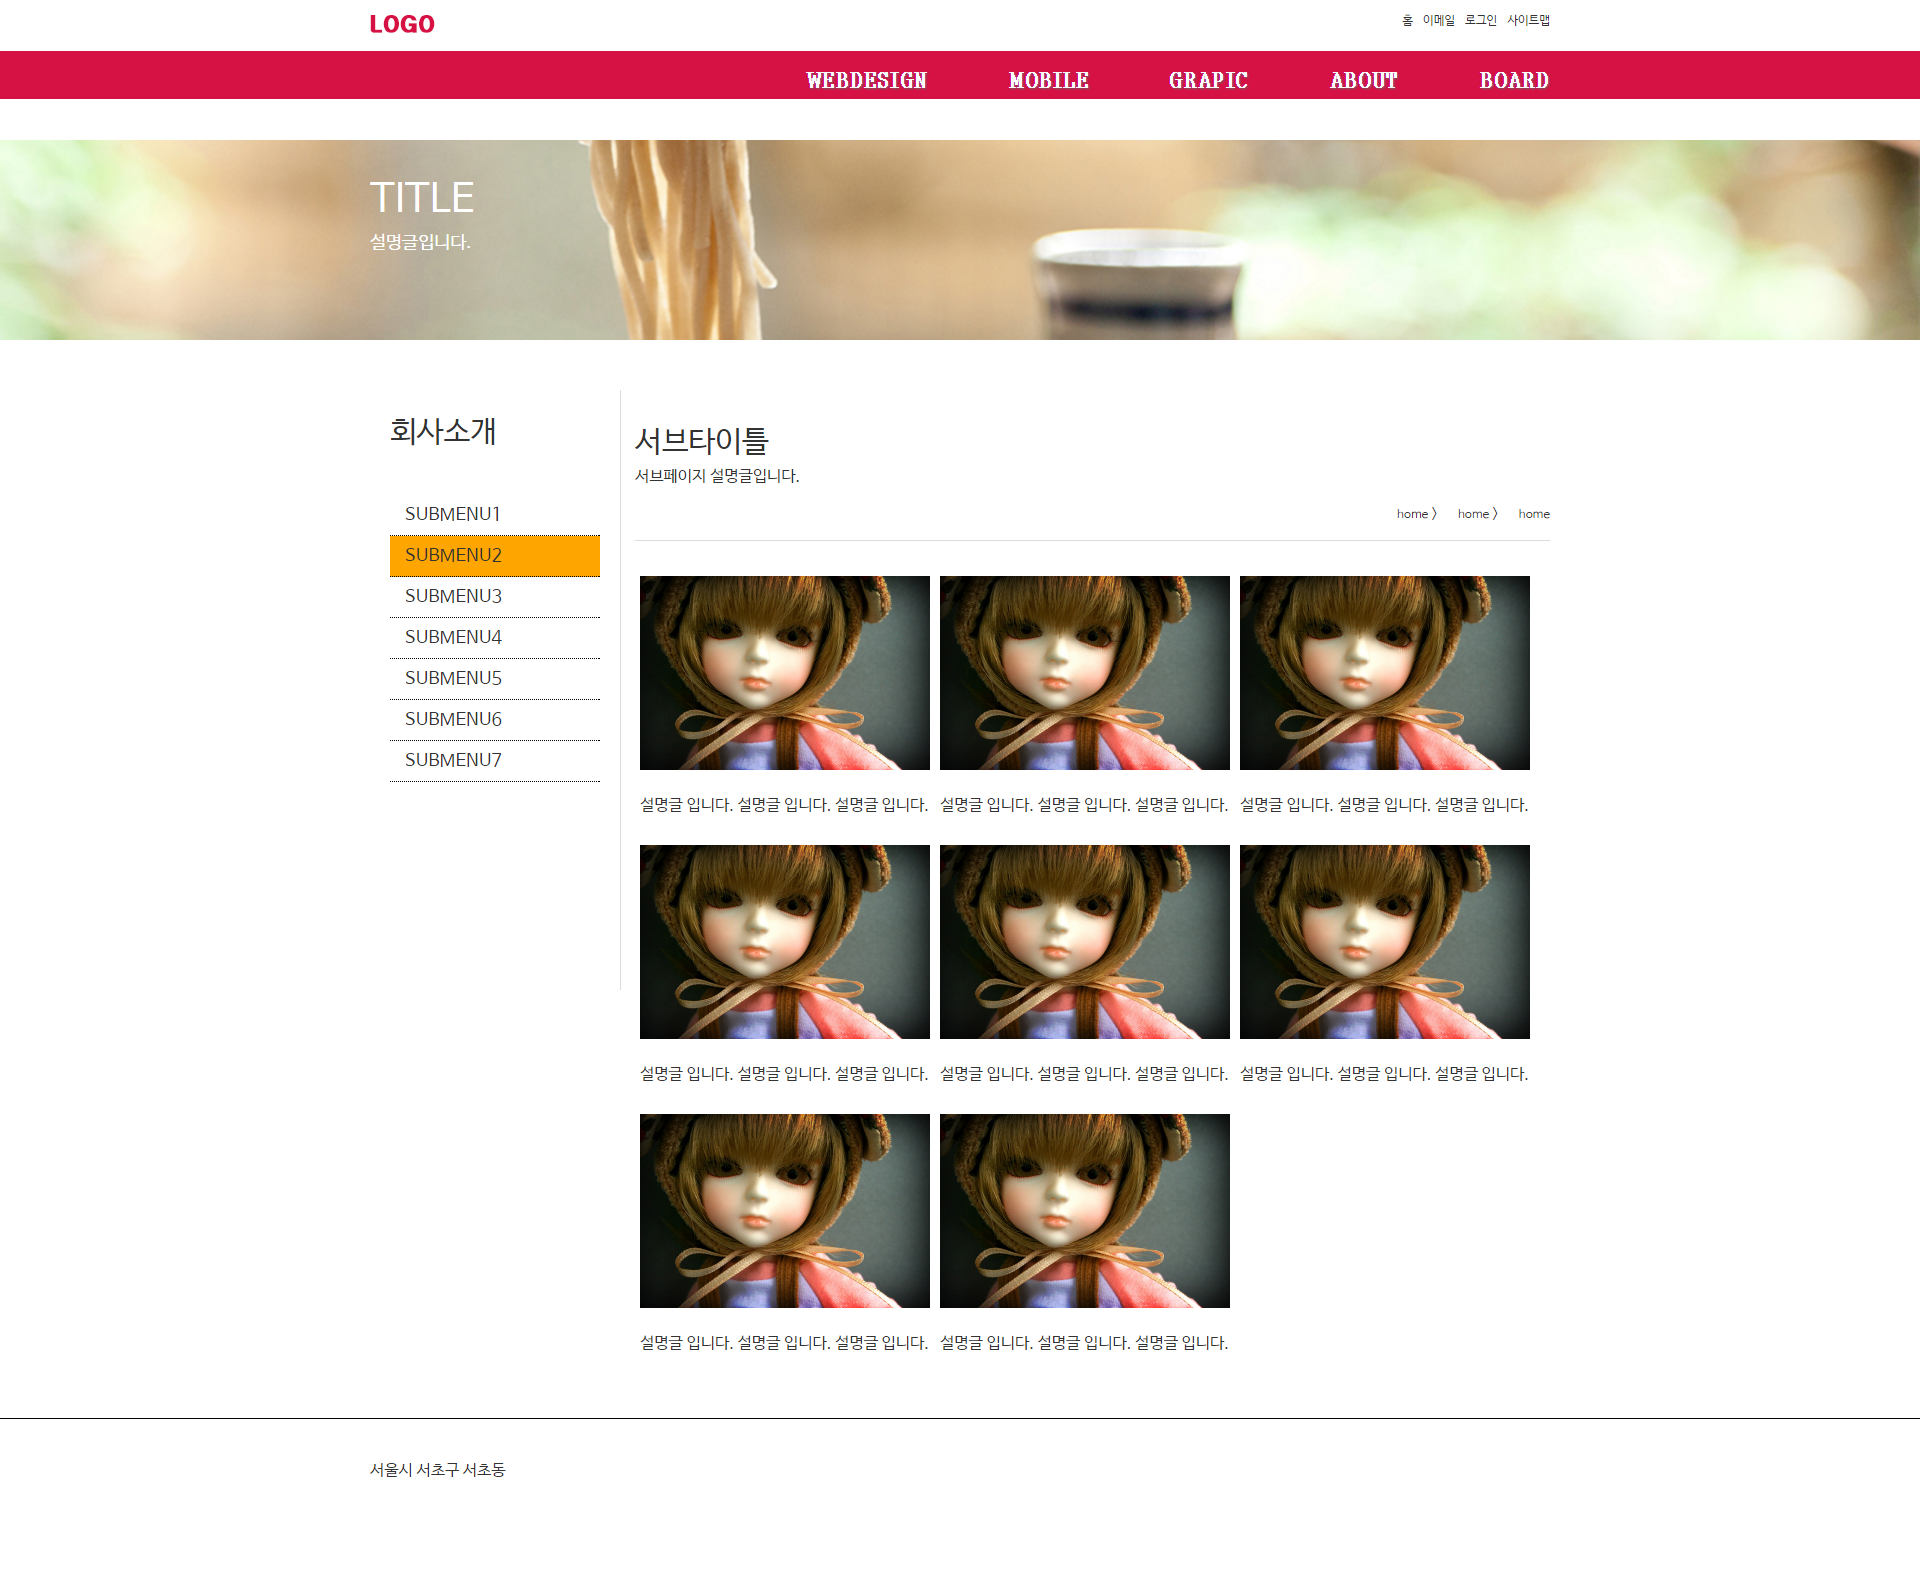 LOGO
홈 이메일 로그인 사이트맵
WEBDESIGN MOBILE GRAPIC ABOUT BOARD
TITLE
설명글입니다.
회사소개
SUBMENU1
SUBMENU2
SUBMENU3
SUBMENU4
SUBMENU5
SUBMENU6
SUBMENU7
서브타이틀
서브페이지 설명글입니다.
home 〉 home 〉 home
설명글 입니다. 설명글 입니다. 설명글 입니다.
설명글 입니다. 설명글 입니다. 설명글 입니다.
설명글 입니다. 설명글 입니다. 설명글 입니다.
설명글 입니다. 설명글 입니다. 설명글 입니다.
설명글 입니다. 설명글 입니다. 설명글 입니다.
설명글 입니다. 설명글 입니다. 설명글 입니다.
설명글 입니다. 설명글 입니다. 설명글 입니다.
설명글 입니다. 설명글 입니다. 설명글 입니다.
서울시 서초구 서초동